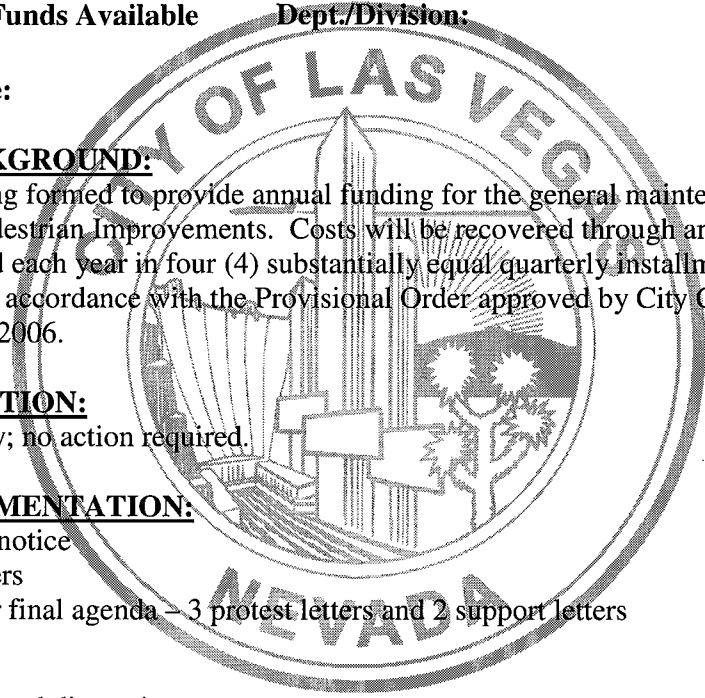 Funds Available Dept./Division:
e:
KGROUND:
ng formed to provide annual funding for the general mainte
destrian Improvements. Costs will be recovered through an
d each year in four (4) substantially equal quarterly installm
accordance with the Provisional Order approved by City C
2006.
TION:
y; no action required.
MENTATION:
notice
ers
r final agenda – 3 protest letters and 2 support letters
CITY OF LAS VEGAS
NEVADA